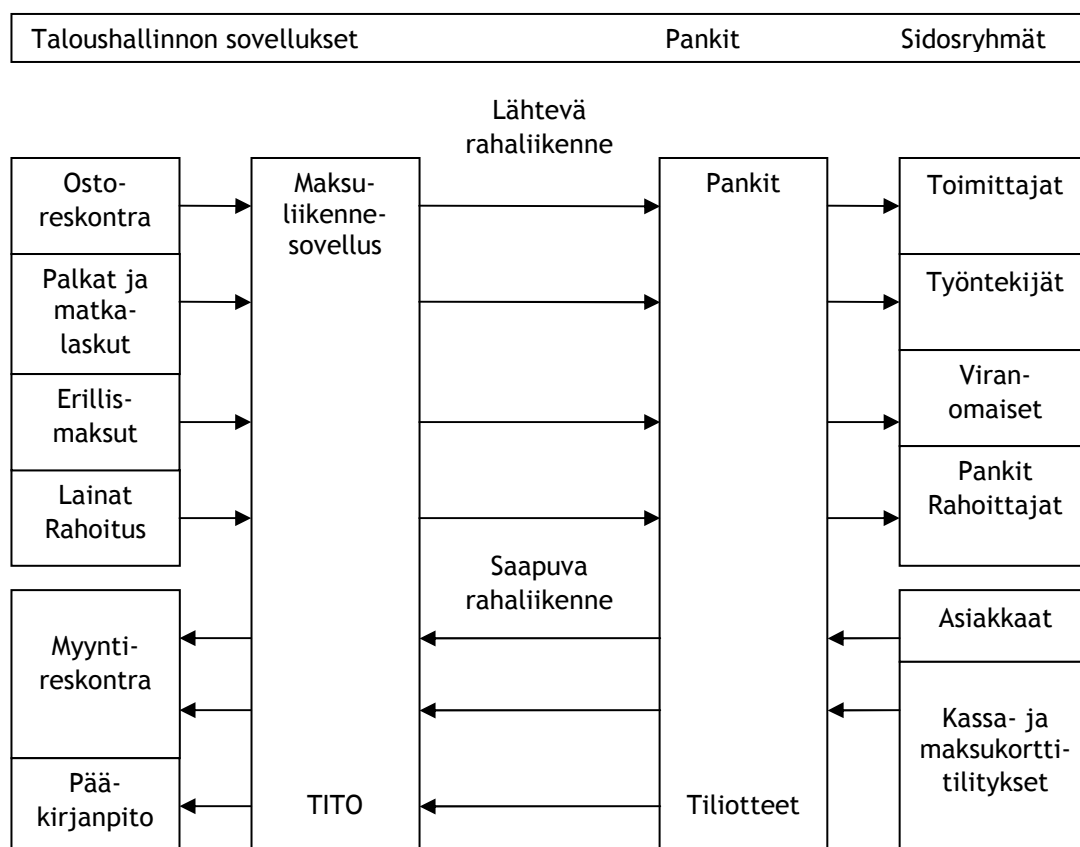 Taloushallinnon sovellukset Pankit Sidosryhmät
Lähtevä
rahaliikenne
Osto-
reskontra
Maksu-
liikenne-
sovellus
Pankit
Toimittajat
Palkat ja
matka-
laskut
Työntekijät
Erillis-
maksut
Viran-
omaiset
Lainat
Rahoitus
Pankit
Rahoittajat
Saapuva
rahaliikenne
Myynti-
reskontra
Asiakkaat
Kassa- ja
maksukortti-
tilitykset
Pää-
kirjanpito
TITO
Tiliotteet